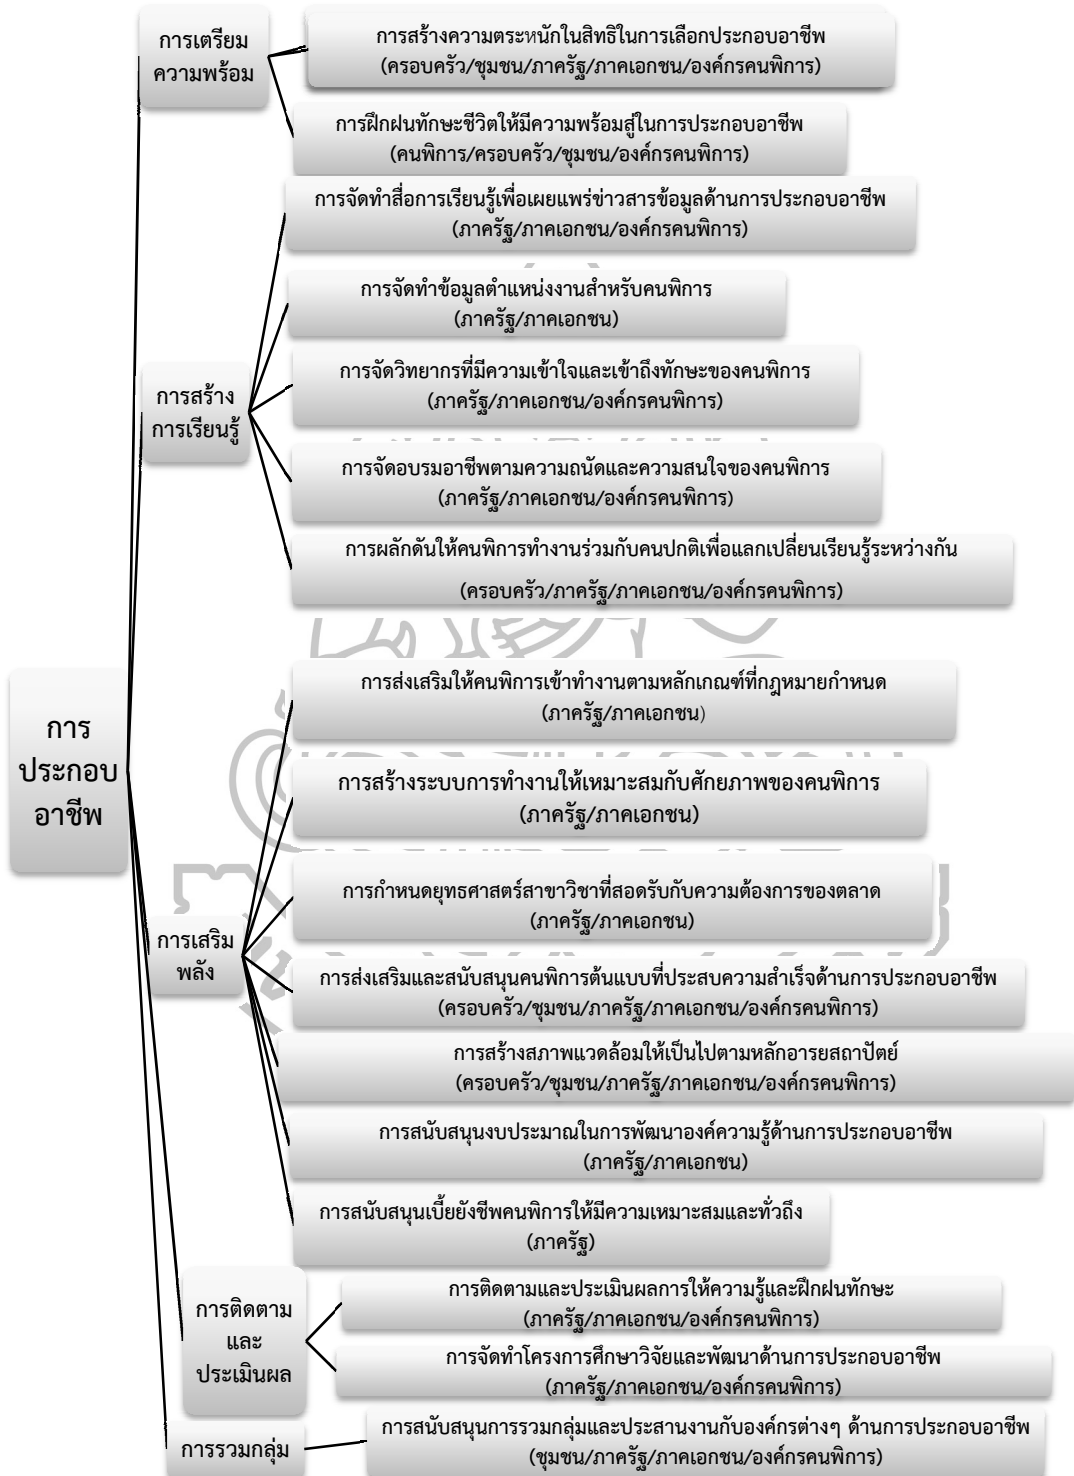 การ
ประกอบ
อาชีพ
การเตรียม
ความพร้อม
การสร้างความตระหนักในสิทธิในการเลือกประกอบอาชีพ
(ครอบครัว/ชุมชน/ภาครัฐ/ภาคเอกชน/องค์กรคนพิการ)
การฝึกฝนทักษะชีวิตให้มีความพร้อมสู่ในการประกอบอาชีพ
(คนพิการ/ครอบครัว/ชุมชน/องค์กรคนพิการ)
การสร้าง
การเรียนรู้
การจัดทำสื่อการเรียนรู้เพื่อเผยแพร่ข่าวสารข้อมูลด้านการประกอบอาชีพ
(ภาครัฐ/ภาคเอกชน/องค์กรคนพิการ)
การจัดทำข้อมูลตำแหน่งงานสำหรับคนพิการ
(ภาครัฐ/ภาคเอกชน)
การจัดวิทยากรที่มีความเข้าใจและเข้าถึงทักษะของคนพิการ
(ภาครัฐ/ภาคเอกชน/องค์กรคนพิการ)
การจัดอบรมอาชีพตามความถนัดและความสนใจของคนพิการ
(ภาครัฐ/ภาคเอกชน/องค์กรคนพิการ)
การผลักดันให้คนพิการทำงานร่วมกับคนปกติเพื่อแลกเปลี่ยนเรียนรู้ระหว่างกัน
(ครอบครัว/ภาครัฐ/ภาคเอกชน/องค์กรคนพิการ)
การเสริม
พลัง
การส่งเสริมให้คนพิการเข้าทำงานตามหลักเกณฑ์ที่กฎหมายกำหนด
(ภาครัฐ/ภาคเอกชน)
การสร้างระบบการทำงานให้เหมาะสมกับศักยภาพของคนพิการ
(ภาครัฐ/ภาคเอกชน)
การกำหนดยุทธศาสตร์สาขาวิชาที่สอดรับกับความต้องการของตลาด
(ภาครัฐ/ภาคเอกชน)
การส่งเสริมและสนับสนุนคนพิการต้นแบบที่ประสบความสำเร็จด้านการประกอบอาชีพ
(ครอบครัว/ชุมชน/ภาครัฐ/ภาคเอกชน/องค์กรคนพิการ)
การสร้างสภาพแวดล้อมให้เป็นไปตามหลักอารยสถาปัตย์
(ครอบครัว/ชุมชน/ภาครัฐ/ภาคเอกชน/องค์กรคนพิการ)
การสนับสนุนงบประมาณในการพัฒนาองค์ความรู้ด้านการประกอบอาชีพ
(ภาครัฐ/ภาคเอกชน)
การสนับสนุนเบี้ยยังชีพคนพิการให้มีความเหมาะสมและทั่วถึง
(ภาครัฐ)
การติดตาม
และ
ประเมินผล
การติดตามและประเมินผลการให้ความรู้และฝึกฝนทักษะ
(ภาครัฐ/ภาคเอกชน/องค์กรคนพิการ)
การจัดทำโครงการศึกษาวิจัยและพัฒนาด้านการประกอบอาชีพ
(ภาครัฐ/ภาคเอกชน/องค์กรคนพิการ)
การรวมกลุ่ม
การสนับสนุนการรวมกลุ่มและประสานงานกับองค์กรต่างๆ ด้านการประกอบอาชีพ
(ชุมชน/ภาครัฐ/ภาคเอกชน/องค์กรคนพิการ)